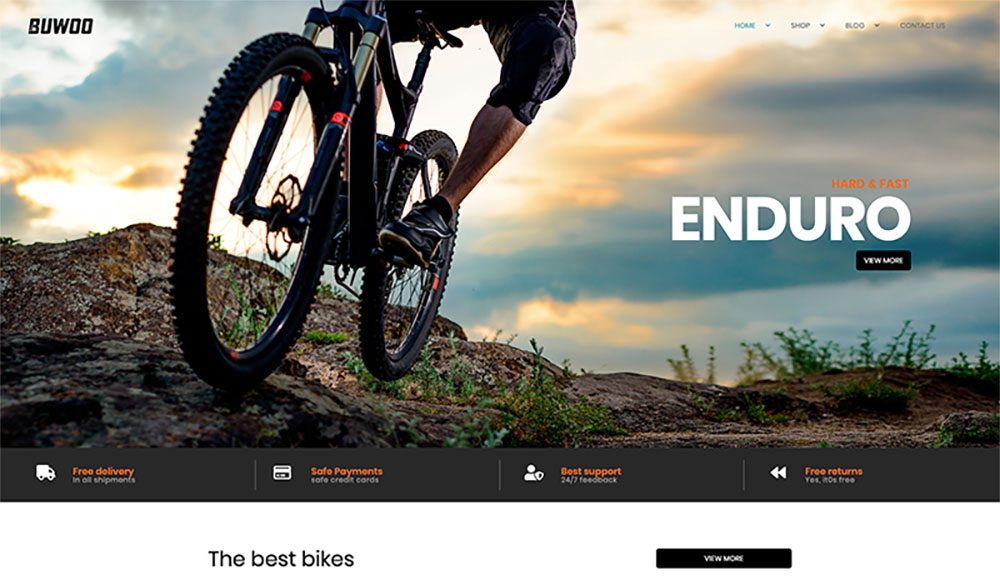 BUWOO
HOME
SHOP
BLOG
CONTACT US
HARD & FAST
ENDURO
VIEW MORE
Free delivery
in all shipments
Safe Payments
safe credit cards
Best support
24/7 feedback
Free returns
Yes, it0s free
The best bikes
VIEW MORE